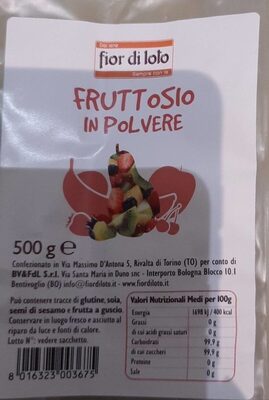 fior di loto
Sempre con te
FRUTTOSIO
IN POLVERE
500 g e
Confezionato in Via Massimo D'Antona 5, Rivalta di Torino (TO) per conto di
BV&FdL S.r.l. Via Santa Maria in Duno snc - Interporto Bologna Blocco 10.1
Bentivoglio (BO) info@fiordiloto.it - www.fiordiloto.it
Può contenere tracce di glutine, soia,
semi di sesamo e frutta a guscio.
Conservare in luogo fresco e asciutto al
riparo da luce e fonti di calore.
Lotto N°: vedere sacchetto.
8 016323 003675
Valori Nutrizionali Medi per 100g
Energia 1698 kJ / 400 kcal
Grassi 0
di cui acidi grassi saturi 0
Carboidrati 99.9 g
di cui zuccheri 99.9 g
Proteine 0
Sale 0